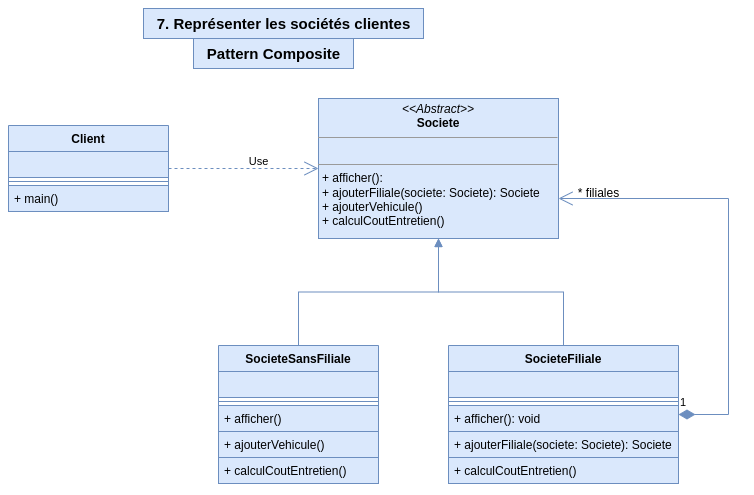 7. Représenter les sociétés clientes
Pattern Composite
<<Abstract>>
Societe
+ afficher():
+ ajouterFiliale(societe: Societe): Societe
+ ajouterVehicule()
+ calculCoutEntretien()
Client
+ main()
Use
* filiales
SocieteSansFiliale
+ afficher()
+ ajouterVehicule()
+ calculCoutEntretien()
SocieteFiliale
+ afficher(): void
+ ajouterFiliale(societe: Societe): Societe
+ calculCoutEntretien()
1